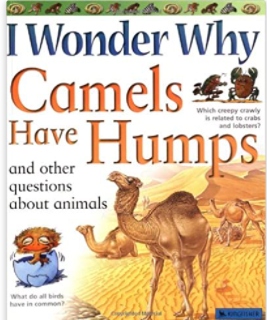 I Wonder Why
Camels
Have Humps
and other
questions
about animals
Which creepy crawly
is related to crabs
and lobsters?
What do all birds
have in common?
KINGFISHER